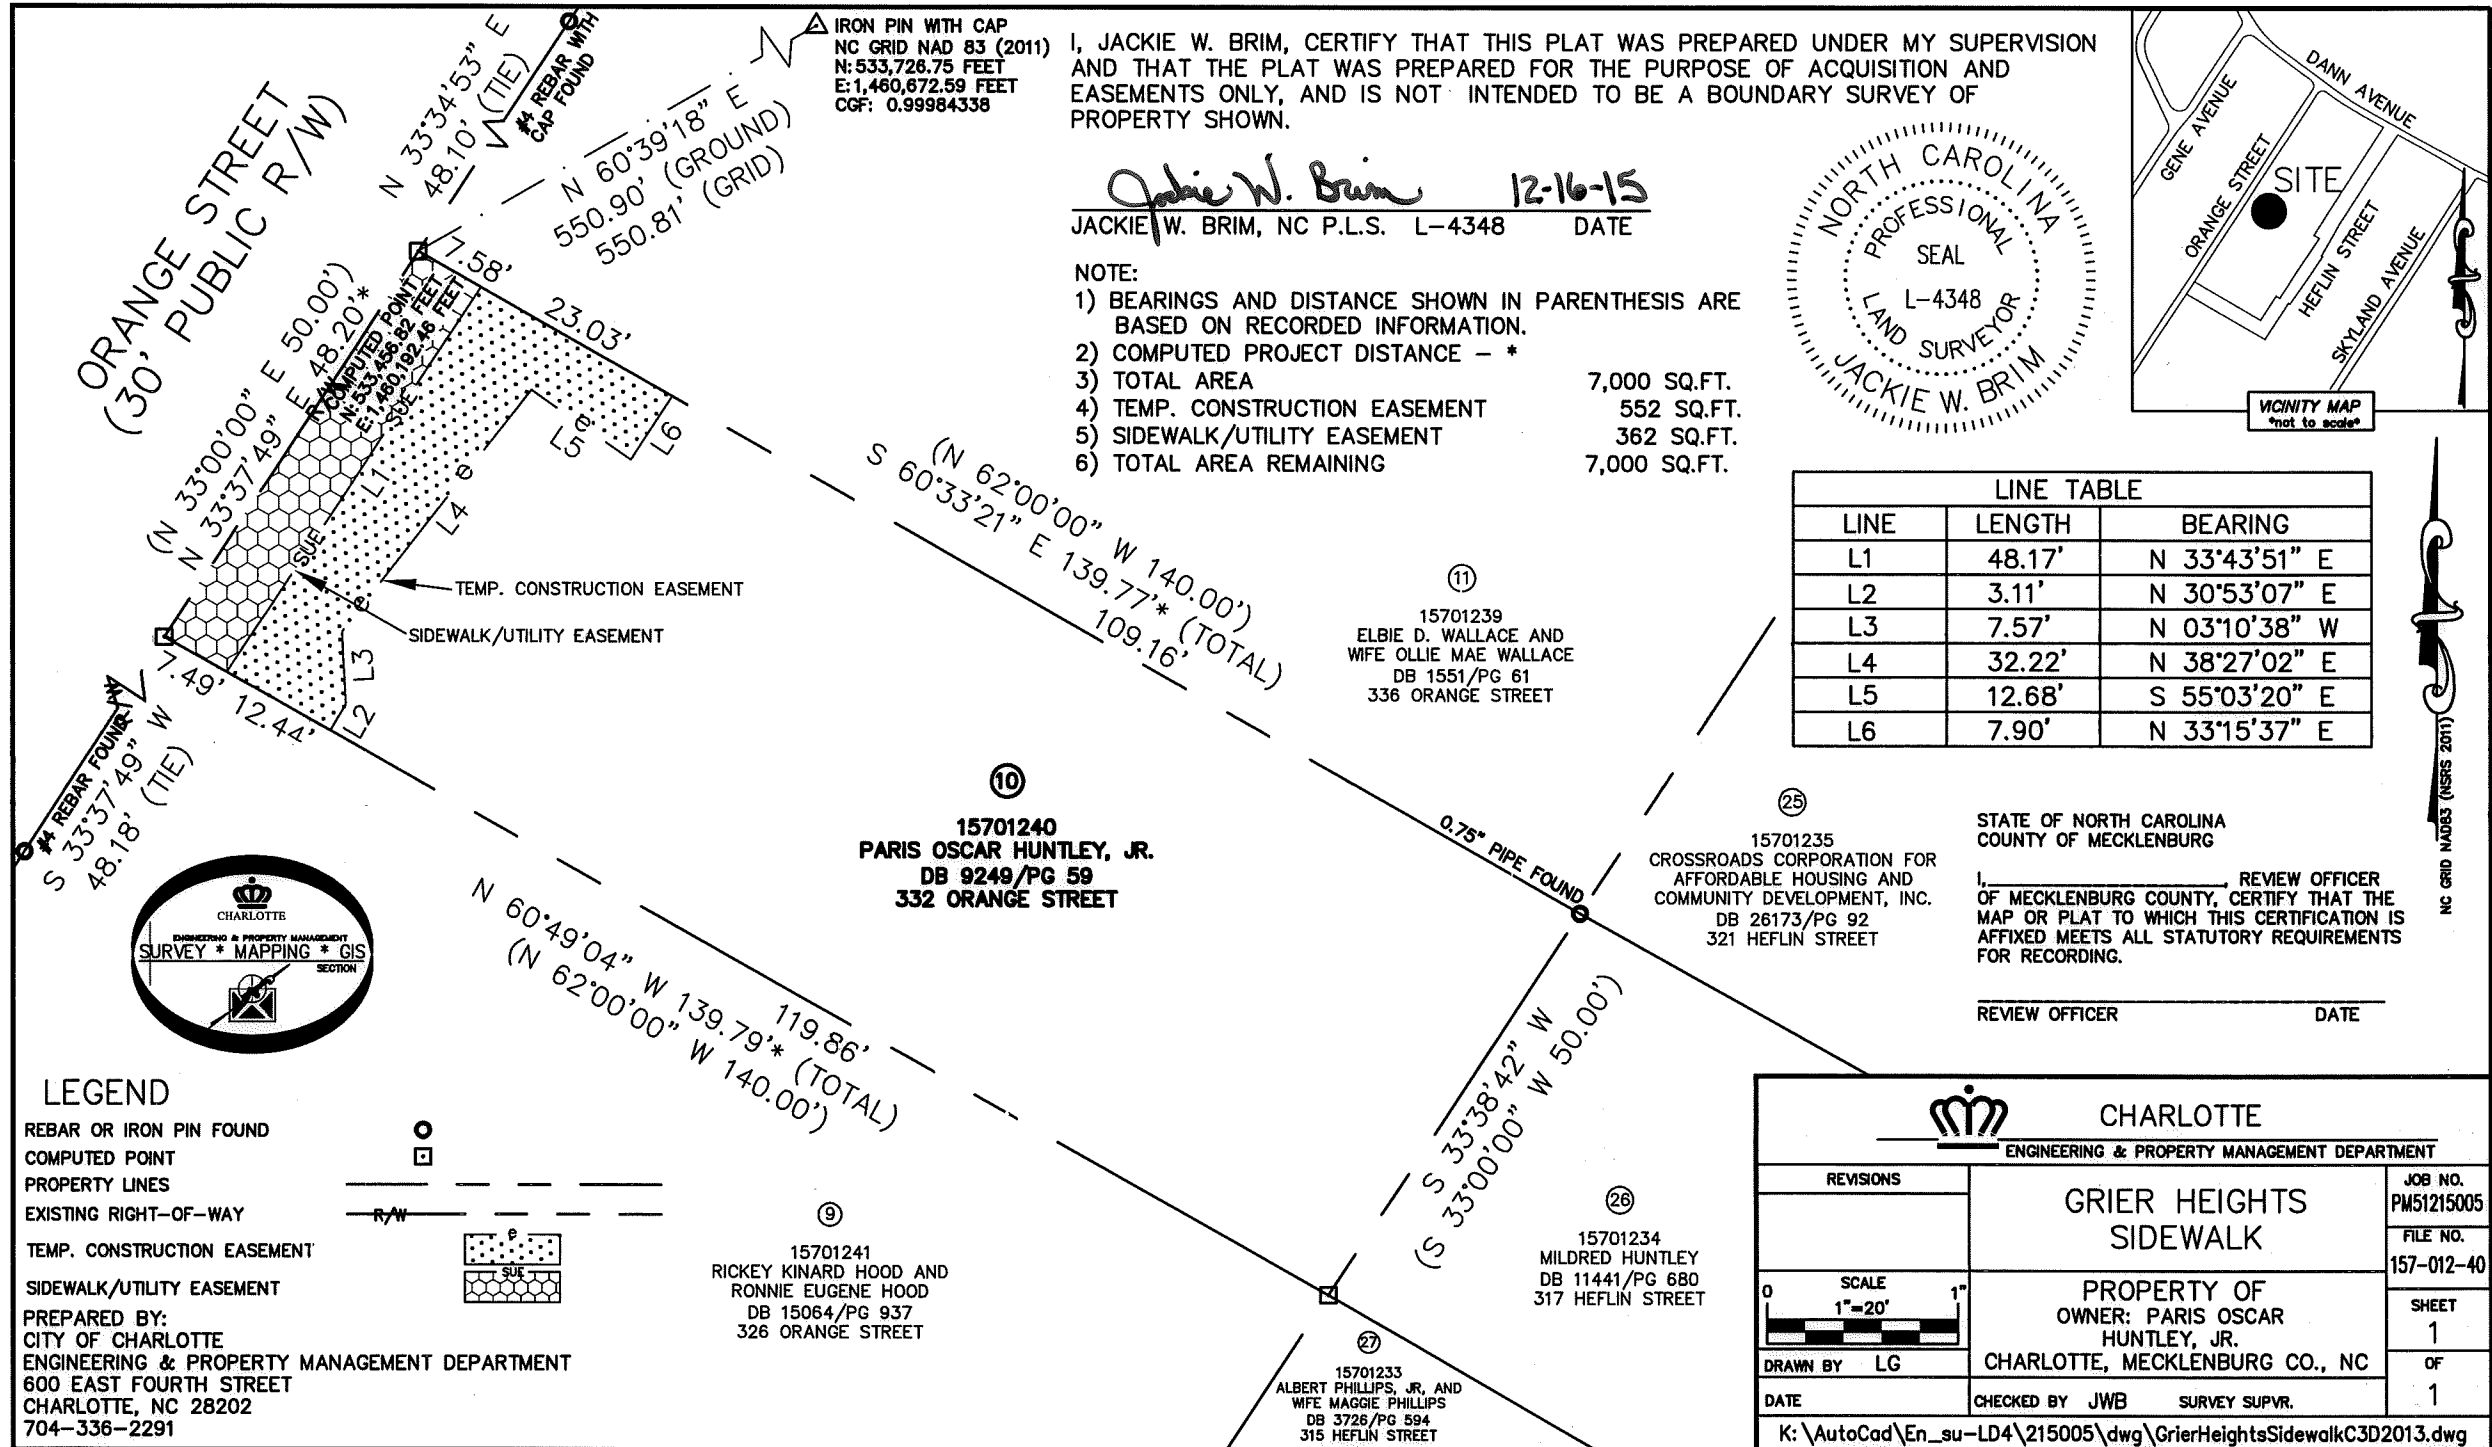 IRON PIN WITH CAP
NC GRID NAD 83 (2011)
N: 533,726.75 FEET
E: 1,460,672.59 FEET
CGF: 0.99984338
I, JACKIE W. BRIM, CERTIFY THAT THIS PLAT WAS PREPARED UNDER MY SUPERVISION
AND THAT THE PLAT WAS PREPARED FOR THE PURPOSE OF ACQUISITION AND
EASEMENTS ONLY, AND IS NOT INTENDED TO BE A BOUNDARY SURVEY OF
PROPERTY SHOWN.
Jackie W. Brim 12-16-15
JACKIE W. BRIM, NC P.L.S. L-4348 DATE
NOTE:
1) BEARINGS AND DISTANCE SHOWN IN PARENTHESIS ARE
BASED ON RECORDED INFORMATION.
2) COMPUTED PROJECT DISTANCE - *
3) TOTAL AREA 7,000 SQ.FT.
4) TEMP. CONSTRUCTION EASEMENT 552 SQ.FT.
5) SIDEWALK/UTILITY EASEMENT 362 SQ.FT.
6) TOTAL AREA REMAINING 7,000 SQ.FT.
NORTH CAROLINA
PROFESSIONAL
SEAL
L-4348
LAND SURVEYOR
JACKIE W. BRIM
DANN AVENUE
GENE AVENUE
ORANGE STREET
SITE
HEFLIN STREET
SKYLAND AVENUE
VICINITY MAP
*not to scale*
ORANGE STREET
(30' PUBLIC R/W)
N 33°34'53" E
48.10' (TIE)
#4 REBAR WITH
CAP FOUND
N 60°39'18" E
550.90' (GROUND)
550.81' (GRID)
(N 33°00'00" E 50.00')
N 33°37'49" E 48.20'*
R/W
COMPUTED POINT
N: 533,456.82 FEET
E: 1,460,192.46 FEET
SUE
7.58'
23.03'
L1
L5
e
L6
e
L4
SUE
e
TEMP. CONSTRUCTION EASEMENT
SIDEWALK/UTILITY EASEMENT
L3
L2
7.49'
12.44'
#4 REBAR FOUND
S 33°37'49" W
48.18' (TIE)
(N 62°00'00" W 140.00')
S 60°33'21" E 139.77'* (TOTAL)
109.16'
11
15701239
ELBIE D. WALLACE AND
WIFE OLLIE MAE WALLACE
DB 1551/PG 61
336 ORANGE STREET
LINE TABLE
LINE LENGTH BEARING
L1 48.17' N 33°43'51" E
L2 3.11' N 30°53'07" E
L3 7.57' N 03°10'38" W
L4 32.22' N 38°27'02" E
L5 12.68' S 55°03'20" E
L6 7.90' N 33°15'37" E
NC GRID NAD83 (NSRS 2011)
10
15701240
PARIS OSCAR HUNTLEY, JR.
DB 9249/PG 59
332 ORANGE STREET
0.75" PIPE FOUND
25
15701235
CROSSROADS CORPORATION FOR
AFFORDABLE HOUSING AND
COMMUNITY DEVELOPMENT, INC.
DB 26173/PG 92
321 HEFLIN STREET
STATE OF NORTH CAROLINA
COUNTY OF MECKLENBURG
I,____________________, REVIEW OFFICER
OF MECKLENBURG COUNTY, CERTIFY THAT THE
MAP OR PLAT TO WHICH THIS CERTIFICATION IS
AFFIXED MEETS ALL STATUTORY REQUIREMENTS
FOR RECORDING.
REVIEW OFFICER DATE
CHARLOTTE
ENGINEERING & PROPERTY MANAGEMENT
SURVEY * MAPPING * GIS
SECTION
119.86'
N 60°49'04" W 139.79'* (TOTAL)
(N 62°00'00" W 140.00')
S 33°38'42" W
(S 33°00'00" W 50.00')
LEGEND
REBAR OR IRON PIN FOUND
COMPUTED POINT
PROPERTY LINES
EXISTING RIGHT-OF-WAY R/W
TEMP. CONSTRUCTION EASEMENT e
SIDEWALK/UTILITY EASEMENT SUE
PREPARED BY:
CITY OF CHARLOTTE
ENGINEERING & PROPERTY MANAGEMENT DEPARTMENT
600 EAST FOURTH STREET
CHARLOTTE, NC 28202
704-336-2291
9
15701241
RICKEY KINARD HOOD AND
RONNIE EUGENE HOOD
DB 15064/PG 937
326 ORANGE STREET
26
15701234
MILDRED HUNTLEY
DB 11441/PG 680
317 HEFLIN STREET
27
15701233
ALBERT PHILLIPS, JR, AND
WIFE MAGGIE PHILLIPS
DB 3726/PG 594
315 HEFLIN STREET
CHARLOTTE
ENGINEERING & PROPERTY MANAGEMENT DEPARTMENT
REVISIONS
GRIER HEIGHTS
SIDEWALK
JOB NO.
PM51215005
FILE NO.
157-012-40
SCALE
0 1"=20' 1"
PROPERTY OF
OWNER: PARIS OSCAR
HUNTLEY, JR.
CHARLOTTE, MECKLENBURG CO., NC
SHEET
1
OF
1
DRAWN BY LG
DATE
CHECKED BY JWB SURVEY SUPVR.
K:\AutoCad\En_su-LD4\215005\dwg\GrierHeightsSidewalkC3D2013.dwg